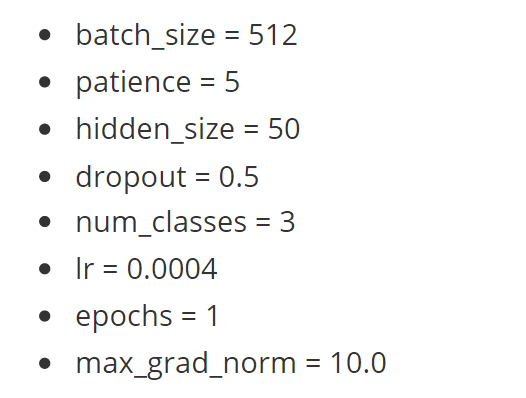 • batch_size = 512
• patience = 5
• hidden_size = 50
• dropout = 0.5
• num_classes = 3
• lr = 0.0004
• epochs = 1
• max_grad_norm = 10.0